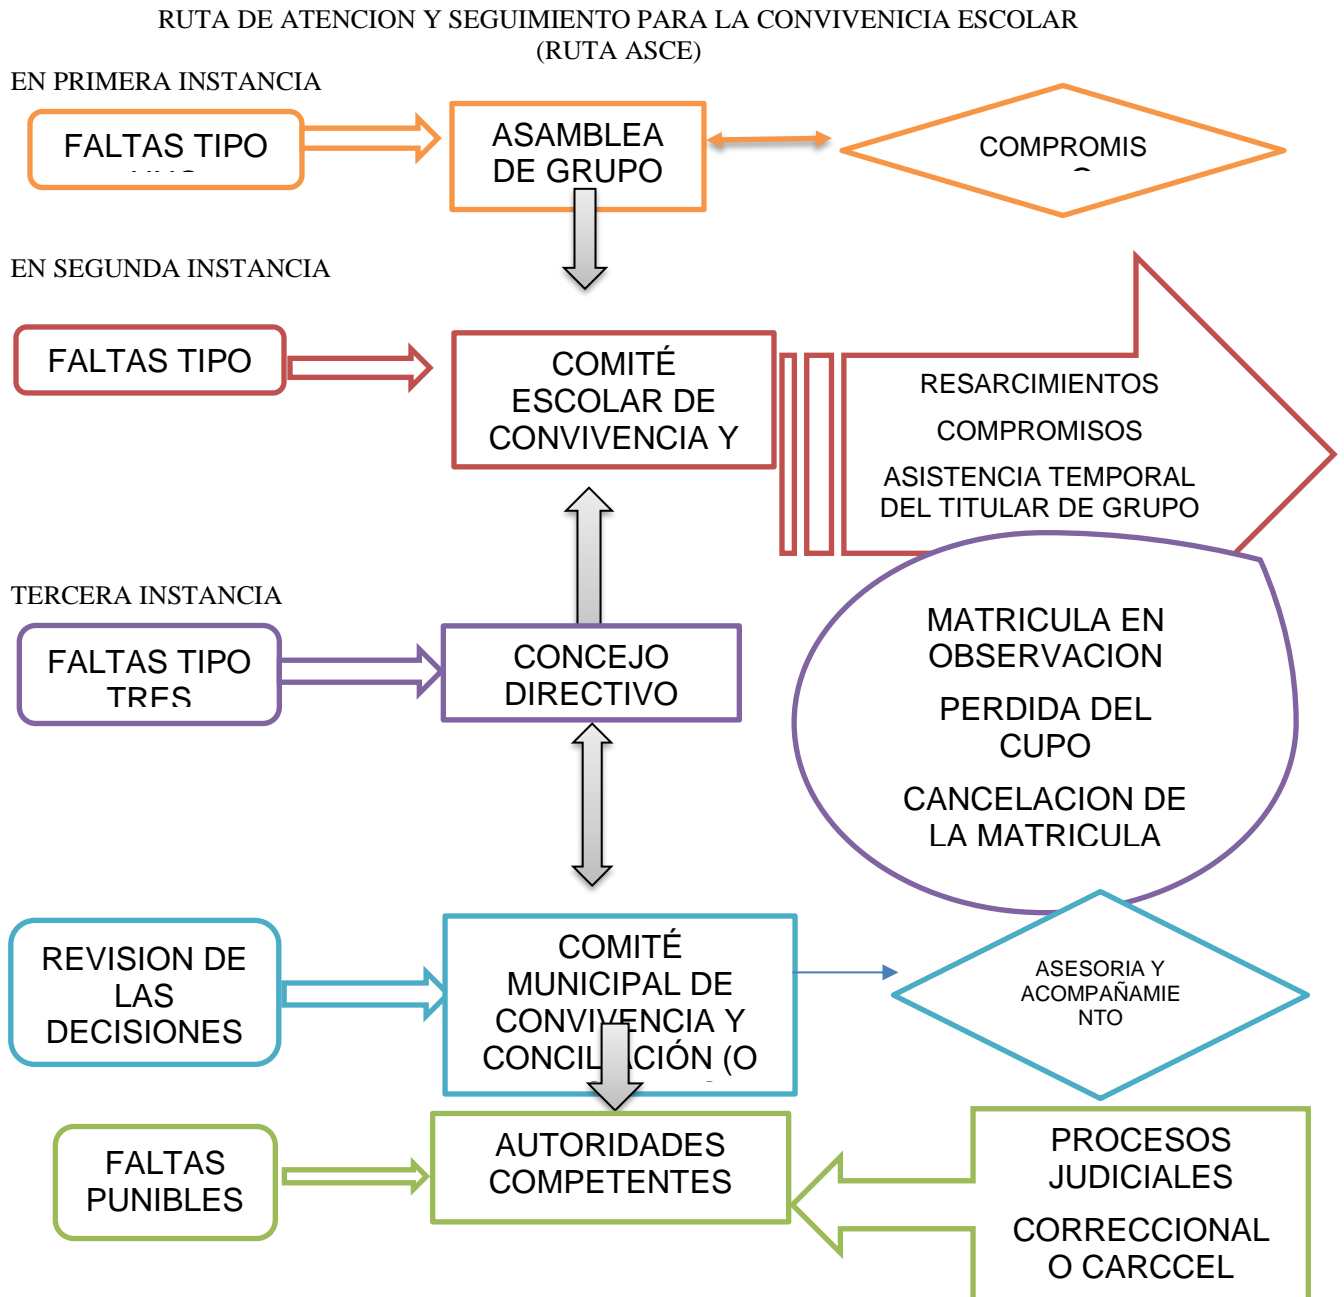 RUTA DE ATENCION Y SEGUIMIENTO PARA LA CONVIVENICIA ESCOLAR
(RUTA ASCE)
EN PRIMERA INSTANCIA
FALTAS TIPO
ASAMBLEA
DE GRUPO
COMPROMIS
EN SEGUNDA INSTANCIA
FALTAS TIPO
COMITÉ
ESCOLAR DE
CONVIVENCIA Y
RESARCIMIENTOS
COMPROMISOS
ASISTENCIA TEMPORAL
DEL TITULAR DE GRUPO
TERCERA INSTANCIA
FALTAS TIPO
TRES
CONCEJO
DIRECTIVO
MATRICULA EN
OBSERVACION
PERDIDA DEL
CUPO
CANCELACION DE
LA MATRICULA
REVISION DE
LAS
DECISIONES
COMITÉ
MUNICIPAL DE
CONVIVENCIA Y
CONCILIACIÓN (O
ASESORIA Y
ACOMPAÑAMIE
NTO
FALTAS
PUNIBLES
AUTORIDADES
COMPETENTES
PROCESOS
JUDICIALES
CORRECCIONAL
O CARCCEL